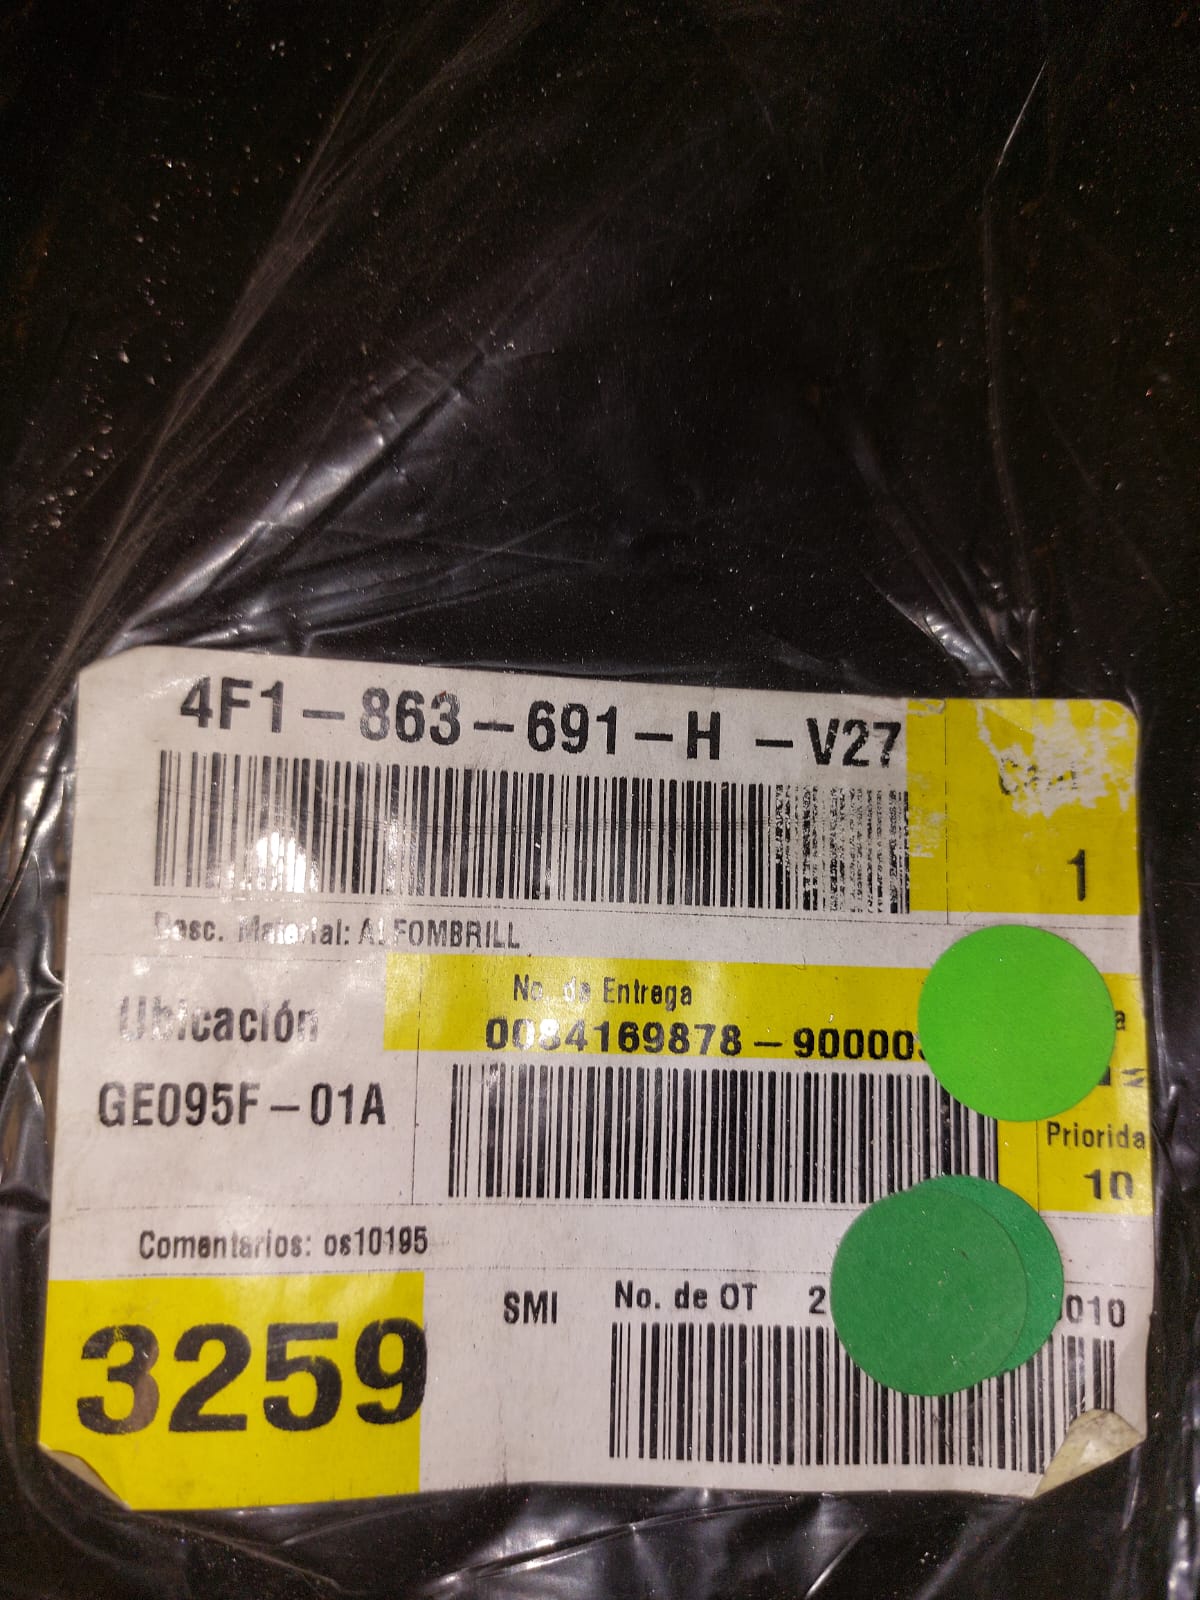 4F1-863-691-H -V27
1
Desc. Material: ALFOMBRILL
Ubicación
No. de Entrega
0084169878-90000
GE095F-01A
Priorida
10
Comentarios: os10195
3259
SMI
No. de OT 2
010